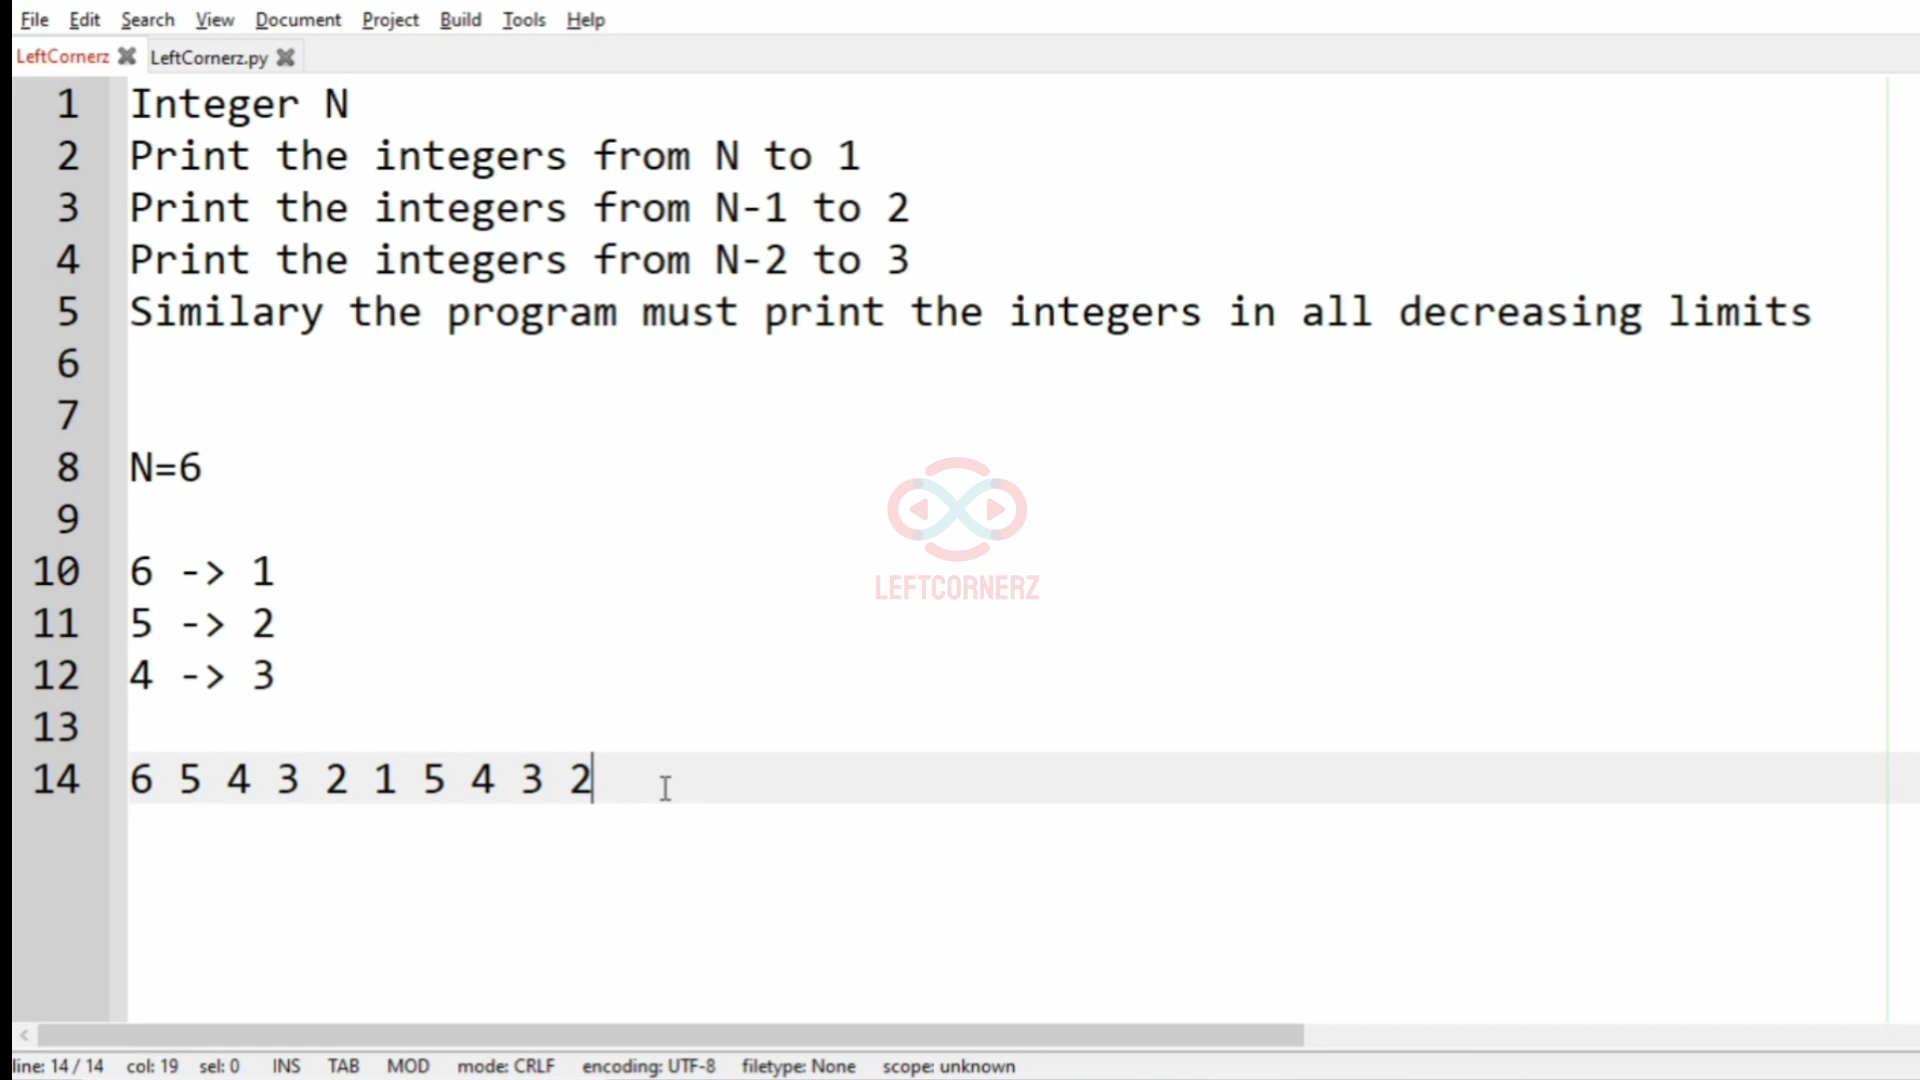 File Edit Search View Document Project Build Tools Help
LeftCornerz LeftCornerz.py
1 Integer N
2 Print the integers from N to 1
3 Print the integers from N-1 to 2
4 Print the integers from N-2 to 3
5 Similary the program must print the integers in all decreasing limits
6
7
8 N=6
9
10 6 -> 1
11 5 -> 2
12 4 -> 3
13
14 6 5 4 3 2 1 5 4 3 2
LEFTCORNERZ
line: 14 / 14 col: 19 sel: 0 INS TAB MOD mode: CRLF encoding: UTF-8 filetype: None scope: unknown